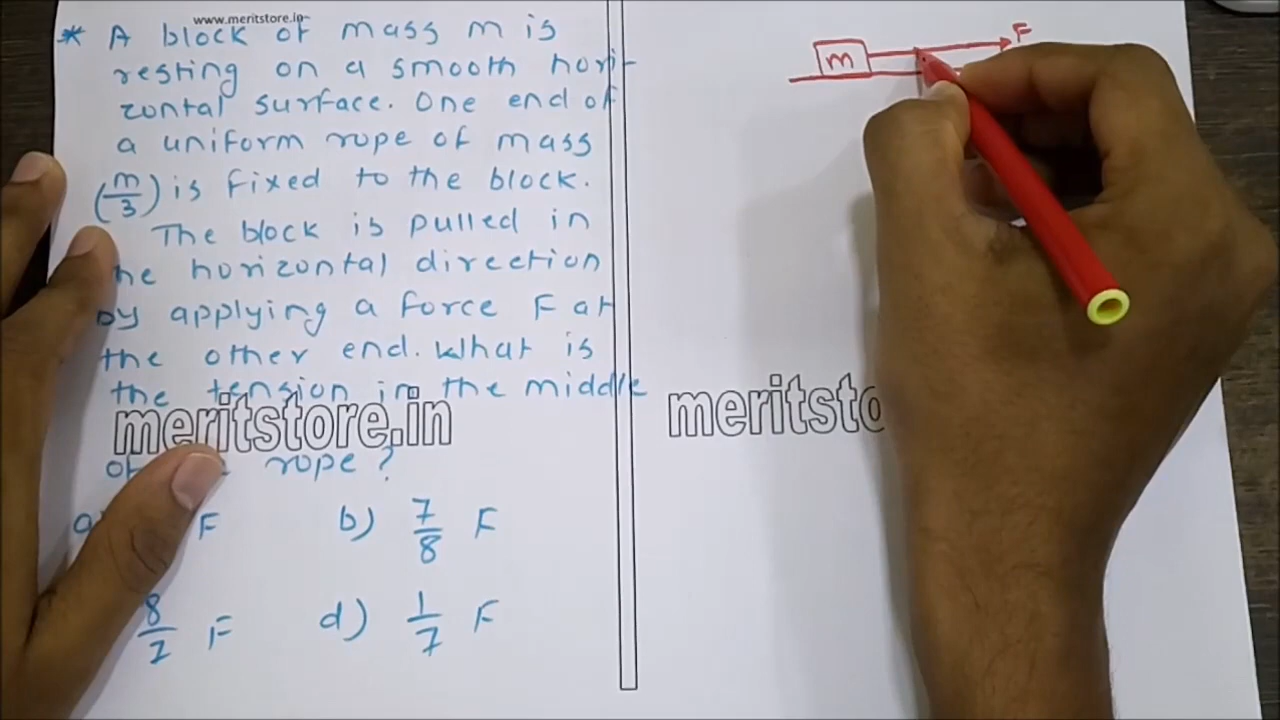 www.meritstore.in
* A block of mass m is
resting on a smooth hori-
zontal surface. One end of
a uniform rope of mass
(m/3) is fixed to the block.
The block is pulled in
he horizontal direction
by applying a force F at
the other end. What is
the tension in the middle
meritstore.in
of rope?
F b) 7/8 F
8/7 F d) 1/7 F
m F
meritsto